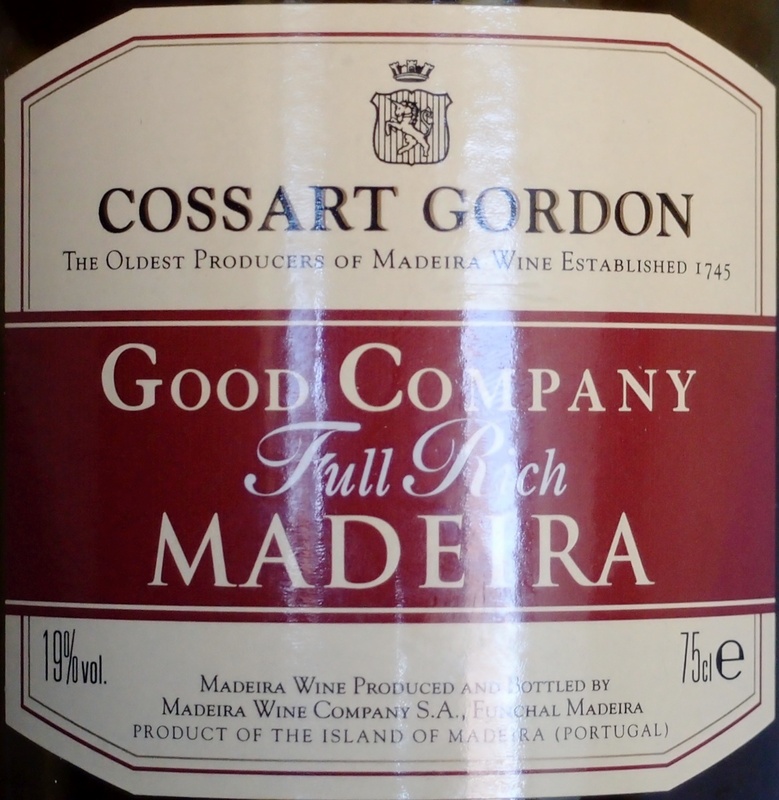 COSSART GORDON
THE OLDEST PRODUCERS OF MADEIRA WINE ESTABLISHED 1745
GOOD COMPANY
Full Rich
MADEIRA
19%vol.
75cl e
MADEIRA WINE PRODUCED AND BOTTLED BY
MADEIRA WINE COMPANY S.A., FUNCHAL MADEIRA
PRODUCT OF THE ISLAND OF MADEIRA (PORTUGAL)